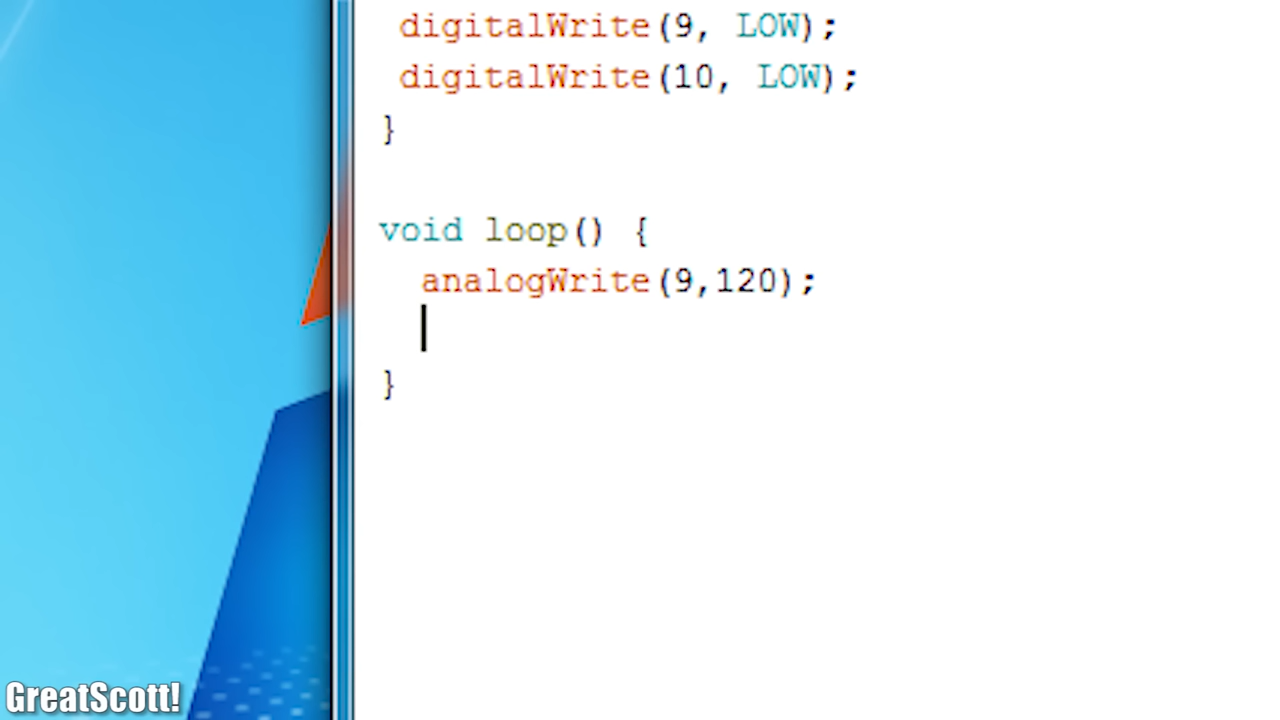 digitalWrite(9, LOW);
digitalWrite(10, LOW);
}
void loop() {
analogWrite(9,120);
}
GreatScott!